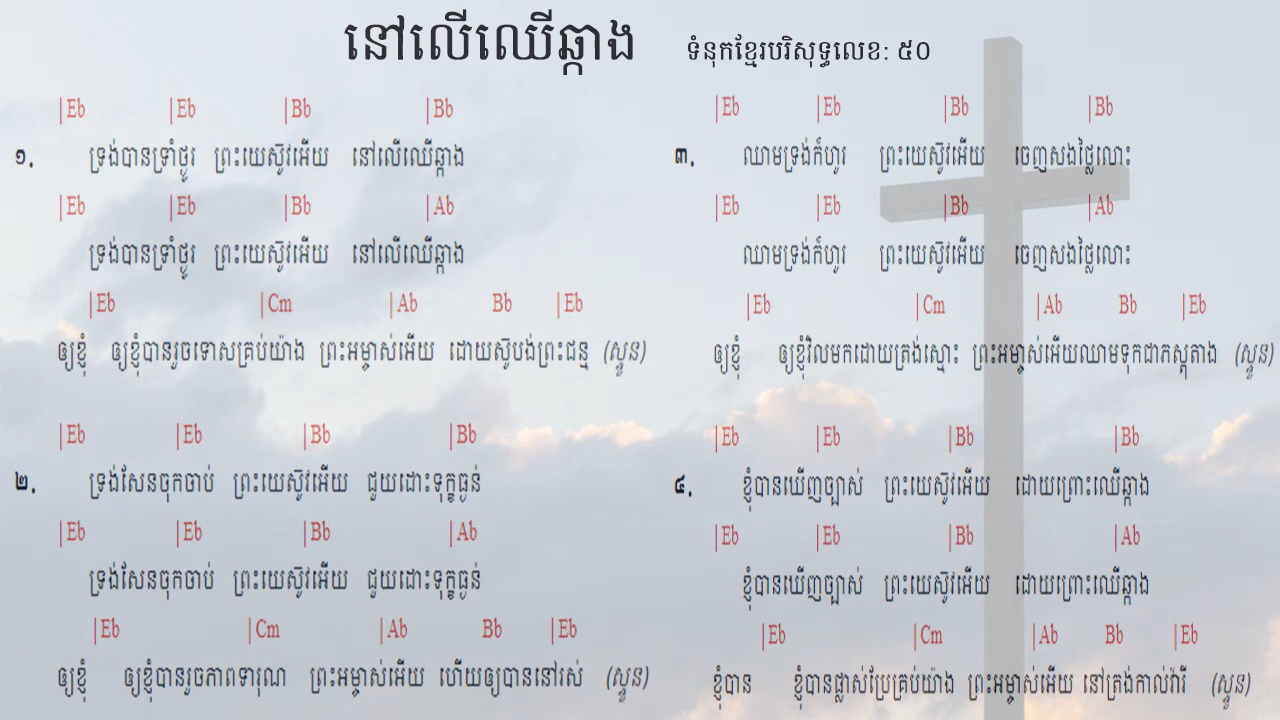 នៅលើឈើឆ្កាង ទំនុកខ្មែរបរិសុទ្ធលេខ: ៥០
|Eb |Eb |Bb |Bb
១. ទ្រង់បានទ្រាំថ្ងូរ ព្រះយេស៊ូវអើយ នៅលើឈើឆ្កាង
|Eb |Eb |Bb |Ab
ទ្រង់បានទ្រាំថ្ងូរ ព្រះយេស៊ូវអើយ នៅលើឈើឆ្កាង
|Eb |Cm |Ab Bb |Eb
ឲ្យខ្ញុំ ឲ្យខ្ញុំបានរួចទោសគ្រប់យ៉ាង ព្រះអម្ចាស់អើយ ដោយស៊ូបង់ព្រះជន្ម (ស្ទួន)
|Eb |Eb |Bb |Bb
២. ទ្រង់សែនចុកចាប់ ព្រះយេស៊ូវអើយ ជួយដោះទុក្ខធ្ងន់
|Eb |Eb |Bb |Ab
ទ្រង់សែនចុកចាប់ ព្រះយេស៊ូវអើយ ជួយដោះទុក្ខធ្ងន់
|Eb |Cm |Ab Bb |Eb
ឲ្យខ្ញុំ ឲ្យខ្ញុំបានរួចភាពទារុណ ព្រះអម្ចាស់អើយ ហើយឲ្យបាននៅរស់ (ស្ទួន)
|Eb |Eb |Bb |Bb
៣. ឈាមទ្រង់ក៏ហូរ ព្រះយេស៊ូវអើយ ចេញសងថ្លៃលោះ
|Eb |Eb |Bb |Ab
ឈាមទ្រង់ក៏ហូរ ព្រះយេស៊ូវអើយ ចេញសងថ្លៃលោះ
|Eb |Cm |Ab Bb |Eb
ឲ្យខ្ញុំ ឲ្យខ្ញុំវិលមកដោយត្រង់ស្មោះ ព្រះអម្ចាស់អើយឈាមទុកជាភស្តុតាង (ស្ទួន)
|Eb |Eb |Bb |Bb
៤. ខ្ញុំបានឃើញច្បាស់ ព្រះយេស៊ូវអើយ ដោយព្រោះឈើឆ្កាង
|Eb |Eb |Bb |Ab
ខ្ញុំបានឃើញច្បាស់ ព្រះយេស៊ូវអើយ ដោយព្រោះឈើឆ្កាង
|Eb |Cm |Ab Bb |Eb
ខ្ញុំបាន ខ្ញុំបានផ្លាស់ប្រែគ្រប់យ៉ាង ព្រះអម្ចាស់អើយ នៅត្រង់កាល់វ៉ារី (ស្ទួន)